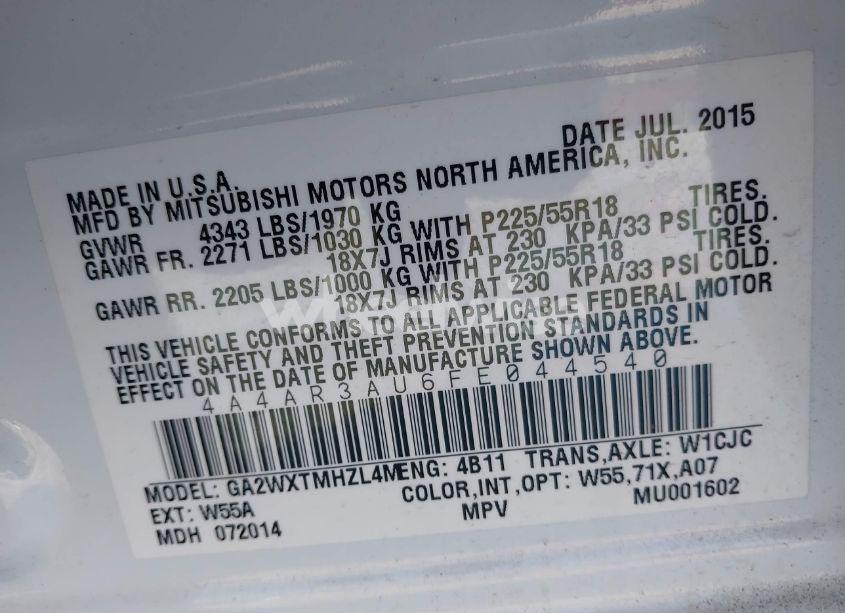 DATE JUL. 2015
MADE IN U.S.A.
MFD BY MITSUBISHI MOTORS NORTH AMERICA, INC.
GVWR 4343 LBS/1970 KG
GAWR FR. 2271 LBS/1030 KG WITH P225/55R18 TIRES.
18X7J RIMS AT 230 KPA/33 PSI COLD.
GAWR RR. 2205 LBS/1000 KG WITH P225/55R18 TIRES.
18X7J RIMS AT 230 KPA/33 PSI COLD.
THIS VEHICLE CONFORMS TO ALL APPLICABLE FEDERAL MOTOR
VEHICLE SAFETY AND THEFT PREVENTION STANDARDS IN
EFFECT ON THE DATE OF MANUFACTURE SHOWN ABOVE.
4A4AR3AU6FE044540
MODEL: GA2WXTMHZL4M ENG: 4B11 TRANS,AXLE: W1CJC
EXT: W55A COLOR,INT,OPT: W55,71X,A07
MDH 072014 MPV MU001602